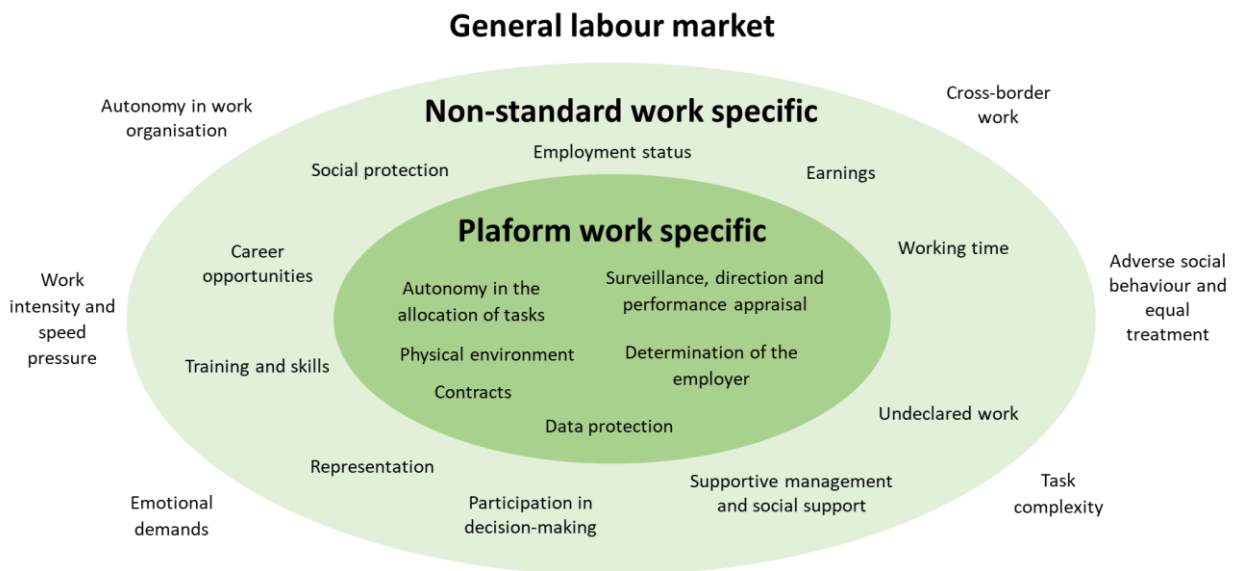 General labour market
Autonomy in work
organisation
Cross-border
work
Non-standard work specific
Employment status
Social protection
Earnings
Plaform work specific
Career
opportunities
Working time
Work
intensity and
speed
pressure
Autonomy in the
allocation of tasks
Surveillance, direction and
performance appraisal
Adverse social
behaviour and
equal
treatment
Physical environment
Determination of the
employer
Training and skills
Contracts
Undeclared work
Data protection
Representation
Supportive management
and social support
Participation in
decision-making
Emotional
demands
Task
complexity